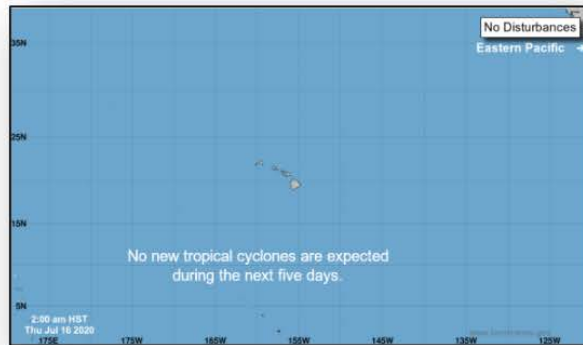 No Disturbances
Eastern Pacific
35N
25N
15N
No new tropical cyclones are expected
during the next five days.
5N
2:00 am HST
Thu Jul 16 2020
175E 175W 165W 155W 145W 135W 125W